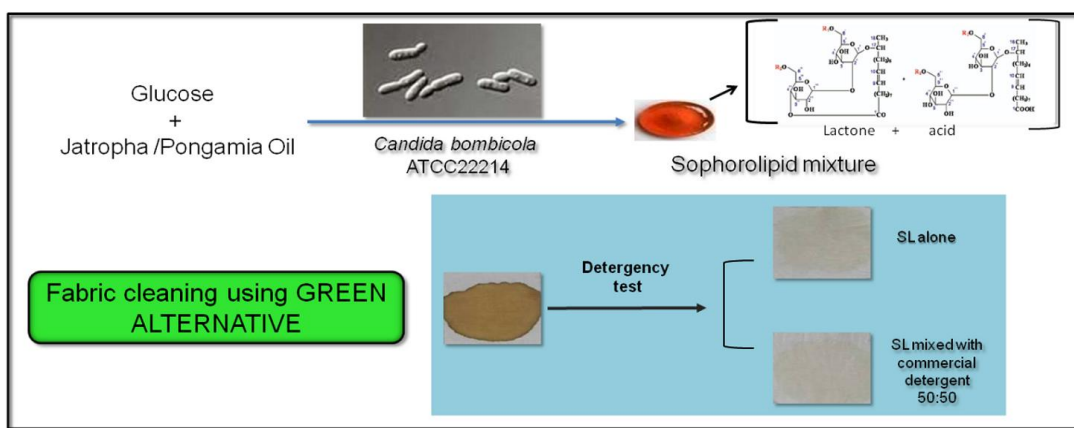 Glucose
+
Jatropha /Pongamia Oil
Candida bombicola
ATCC22214
Lactone + acid
Sophorolipid mixture
Fabric cleaning using GREEN
ALTERNATIVE
Detergency
test
SL alone
SL mixed with
commercial
detergent
50:50